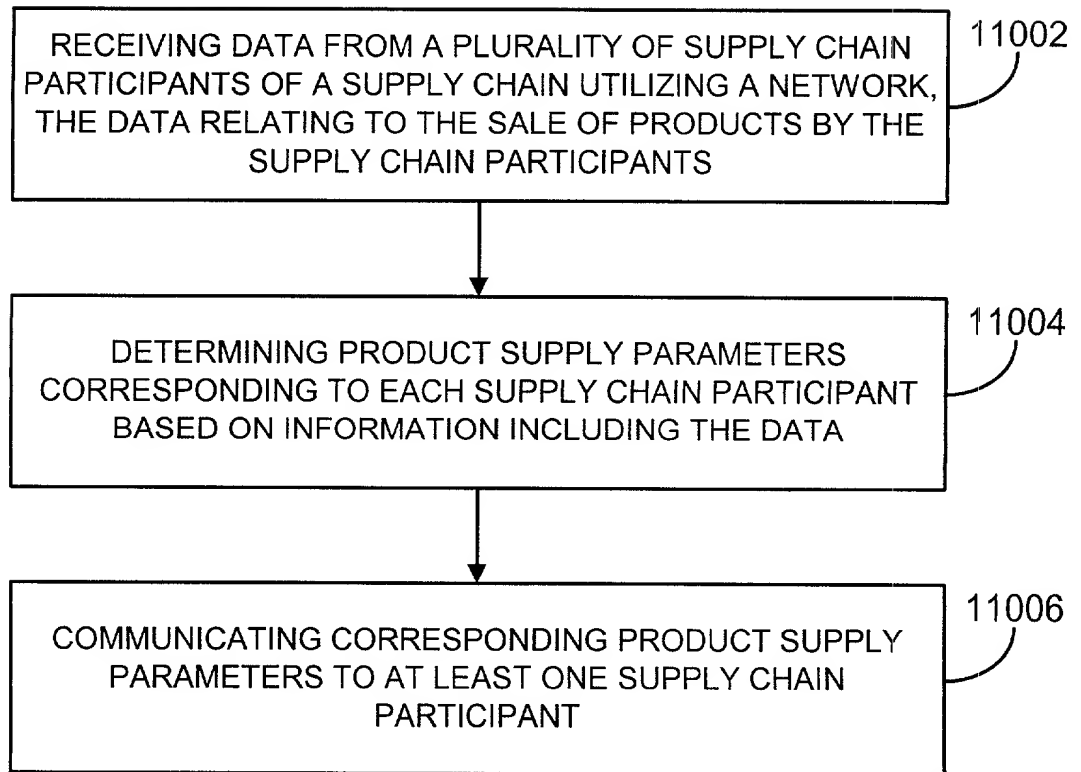 RECEIVING DATA FROM A PLURALITY OF SUPPLY CHAIN
PARTICIPANTS OF A SUPPLY CHAIN UTILIZING A NETWORK,
THE DATA RELATING TO THE SALE OF PRODUCTS BY THE
SUPPLY CHAIN PARTICIPANTS
11002
DETERMINING PRODUCT SUPPLY PARAMETERS
CORRESPONDING TO EACH SUPPLY CHAIN PARTICIPANT
BASED ON INFORMATION INCLUDING THE DATA
11004
COMMUNICATING CORRESPONDING PRODUCT SUPPLY
PARAMETERS TO AT LEAST ONE SUPPLY CHAIN
PARTICIPANT
11006